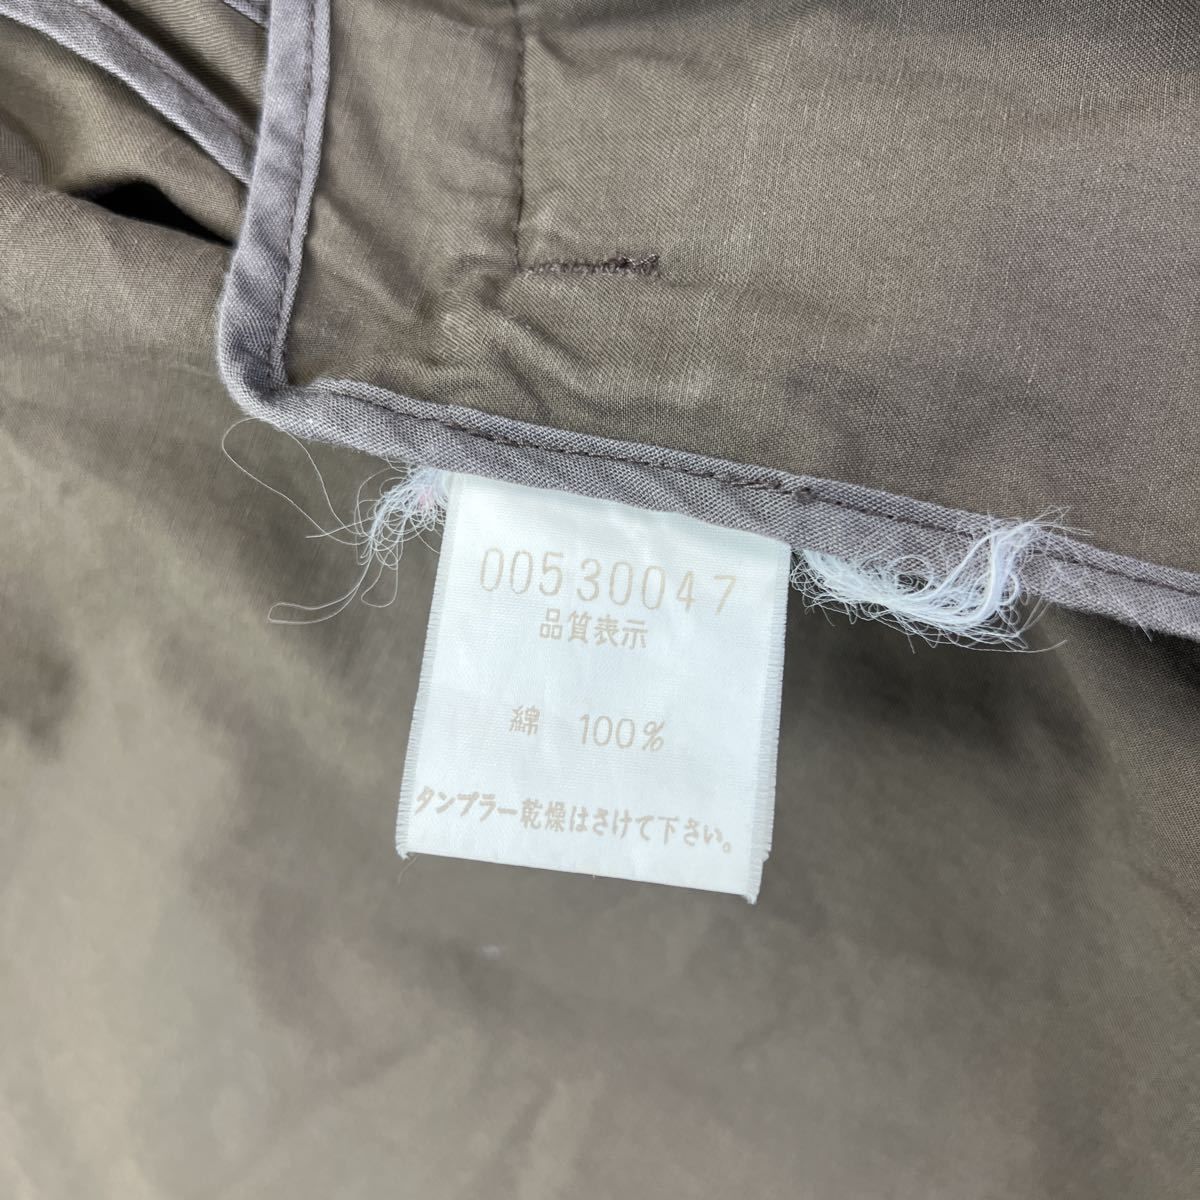 00530047
品質表示
綿 100%
タンブラー乾燥はさけて下さい。